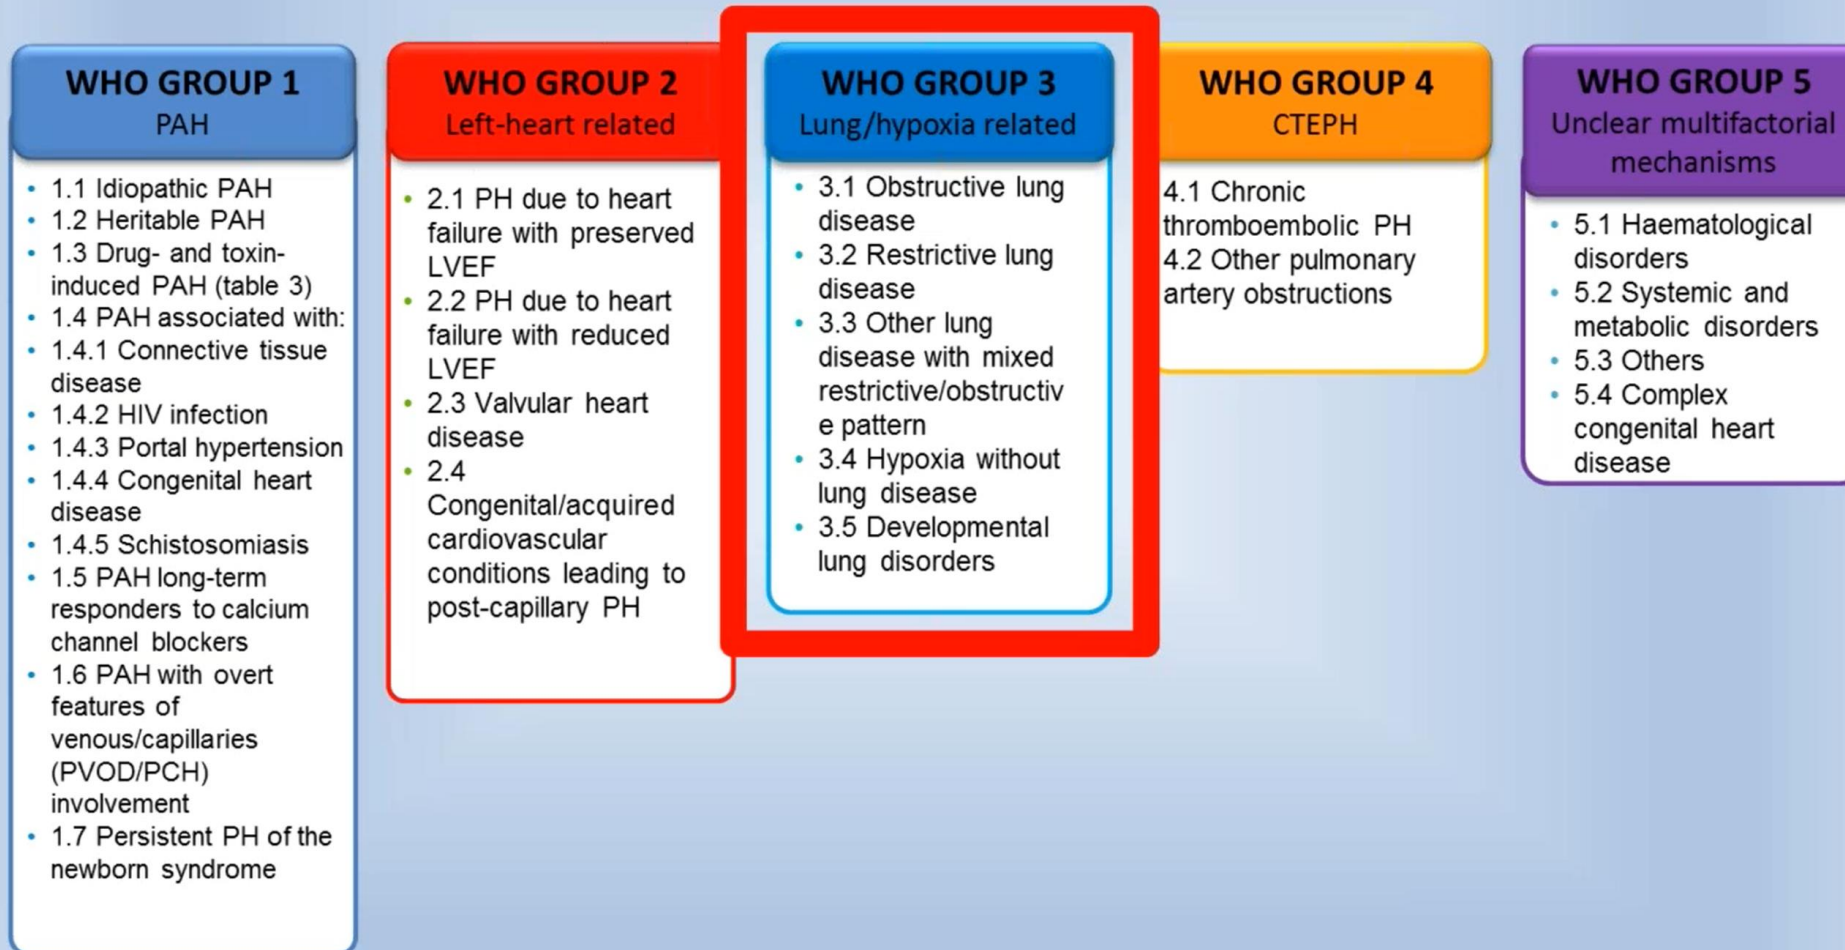 WHO GROUP 1
PAH
• 1.1 Idiopathic PAH
• 1.2 Heritable PAH
• 1.3 Drug- and toxin-
induced PAH (table 3)
• 1.4 PAH associated with:
• 1.4.1 Connective tissue
disease
• 1.4.2 HIV infection
• 1.4.3 Portal hypertension
• 1.4.4 Congenital heart
disease
• 1.4.5 Schistosomiasis
• 1.5 PAH long-term
responders to calcium
channel blockers
• 1.6 PAH with overt
features of
venous/capillaries
(PVOD/PCH)
involvement
• 1.7 Persistent PH of the
newborn syndrome
WHO GROUP 2
Left-heart related
• 2.1 PH due to heart
failure with preserved
LVEF
• 2.2 PH due to heart
failure with reduced
LVEF
• 2.3 Valvular heart
disease
• 2.4
Congenital/acquired
cardiovascular
conditions leading to
post-capillary PH
WHO GROUP 3
Lung/hypoxia related
• 3.1 Obstructive lung
disease
• 3.2 Restrictive lung
disease
• 3.3 Other lung
disease with mixed
restrictive/obstructiv
e pattern
• 3.4 Hypoxia without
lung disease
• 3.5 Developmental
lung disorders
WHO GROUP 4
CTEPH
4.1 Chronic
thromboembolic PH
4.2 Other pulmonary
artery obstructions
WHO GROUP 5
Unclear multifactorial
mechanisms
• 5.1 Haematological
disorders
• 5.2 Systemic and
metabolic disorders
• 5.3 Others
• 5.4 Complex
congenital heart
disease